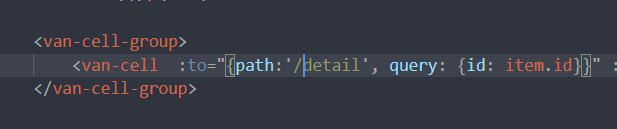 <van-cell-group>
<van-cell :to="{path:'/detail', query: {id: item.id}}" :
</van-cell-group>